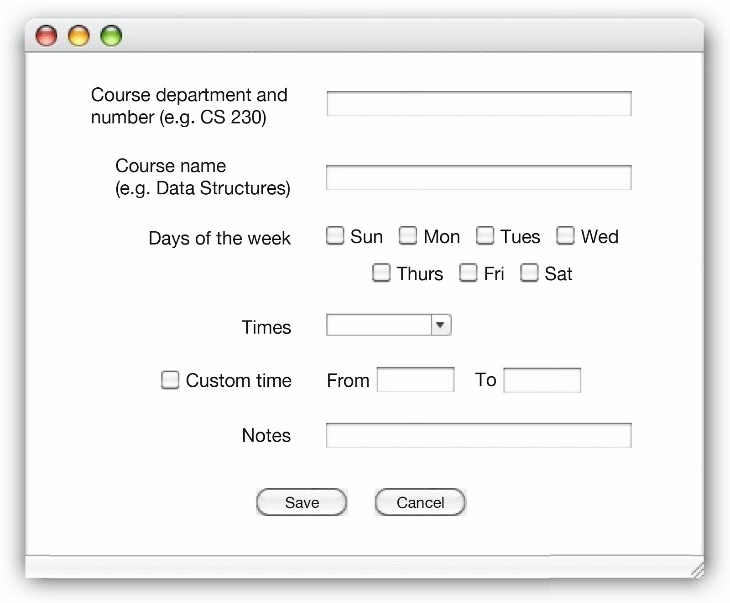 Course department and
number (e.g. CS 230)
Course name
(e.g. Data Structures)
Days of the week Sun Mon Tues Wed
Thurs Fri Sat
Times
Custom time From To
Notes
Save Cancel